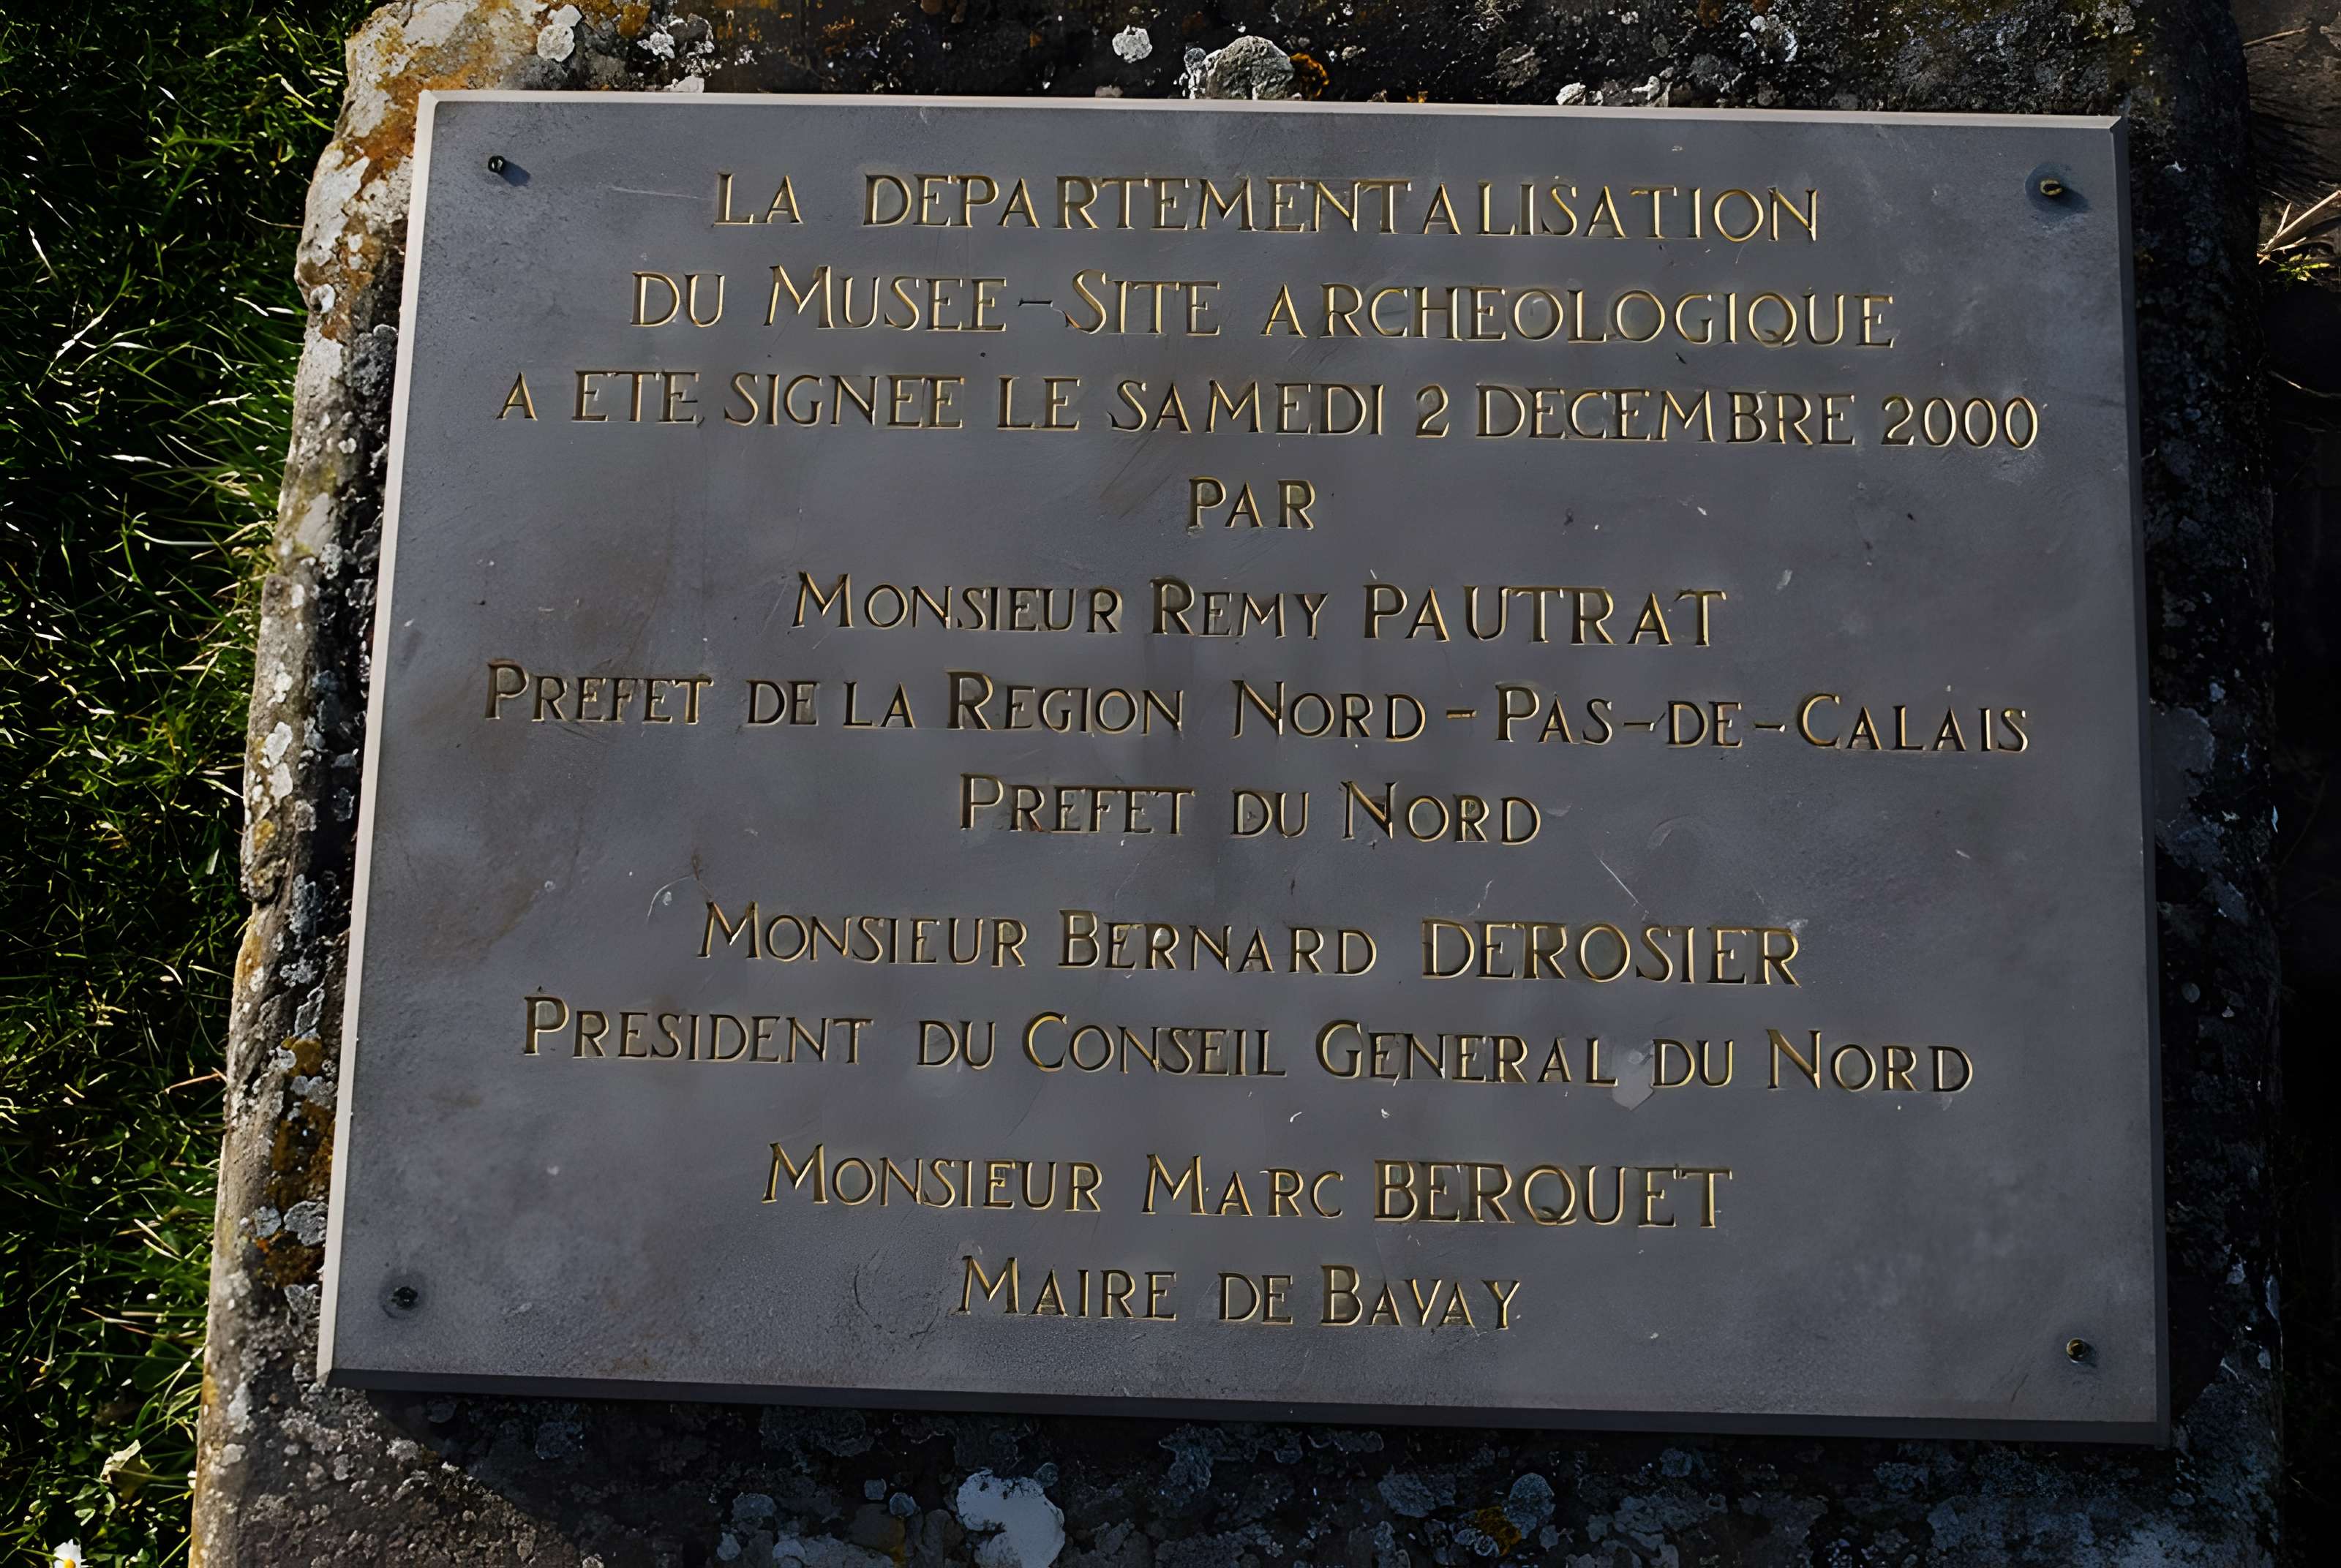 LA DEPARTEMENTALISATION
DU MUSEE-SITE ARCHEOLOGIQUE
A ETE SIGNEE LE SAMEDI 2 DECEMBRE 2000
PAR
MONSIEUR REMY PAUTRAT
PREFET DE LA REGION NORD-PAS-DE-CALAIS
PREFET DU NORD
MONSIEUR BERNARD DEROSIER
PRESIDENT DU CONSEIL GENERAL DU NORD
MONSIEUR MARC BERQUET
MAIRE DE BAVAY